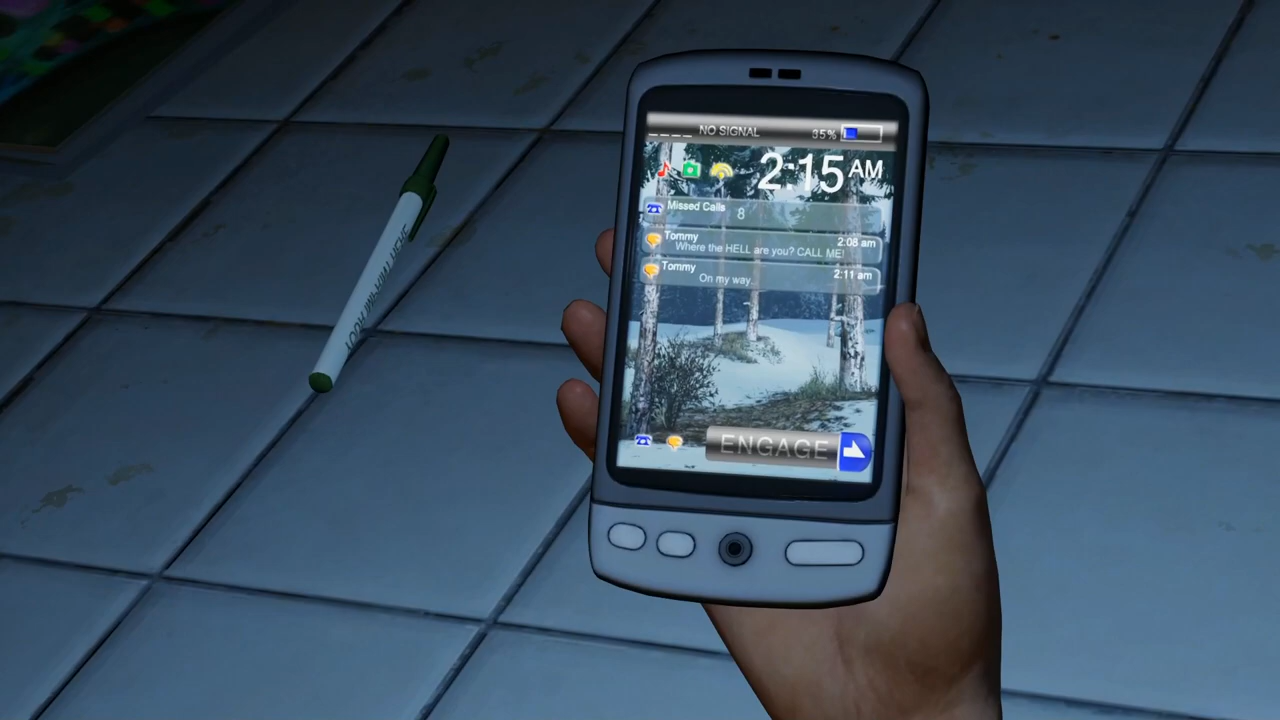 NO SIGNAL 35%
2:15 AM
Missed Calls 8
Tommy 2:08 am
Where the HELL are you? CALL ME!
Tommy 2:11 am
On my way
ENGAGE